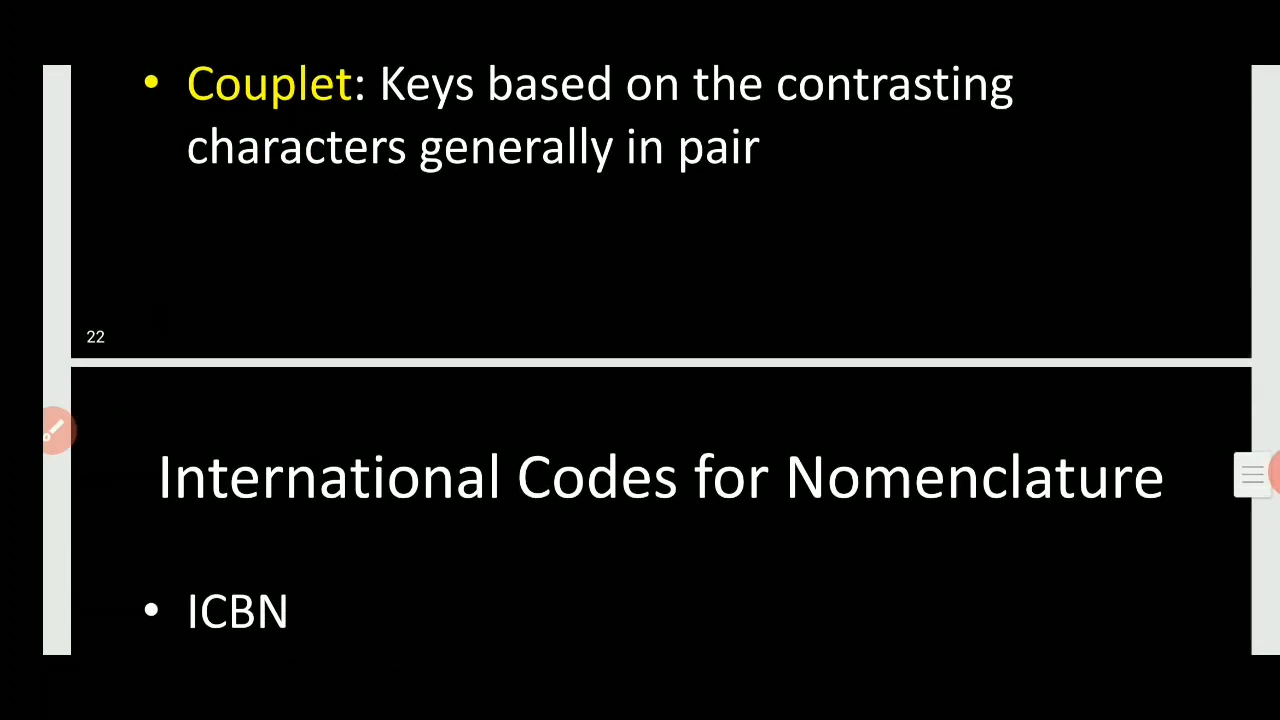 • Couplet: Keys based on the contrasting
characters generally in pair
22
International Codes for Nomenclature
• ICBN